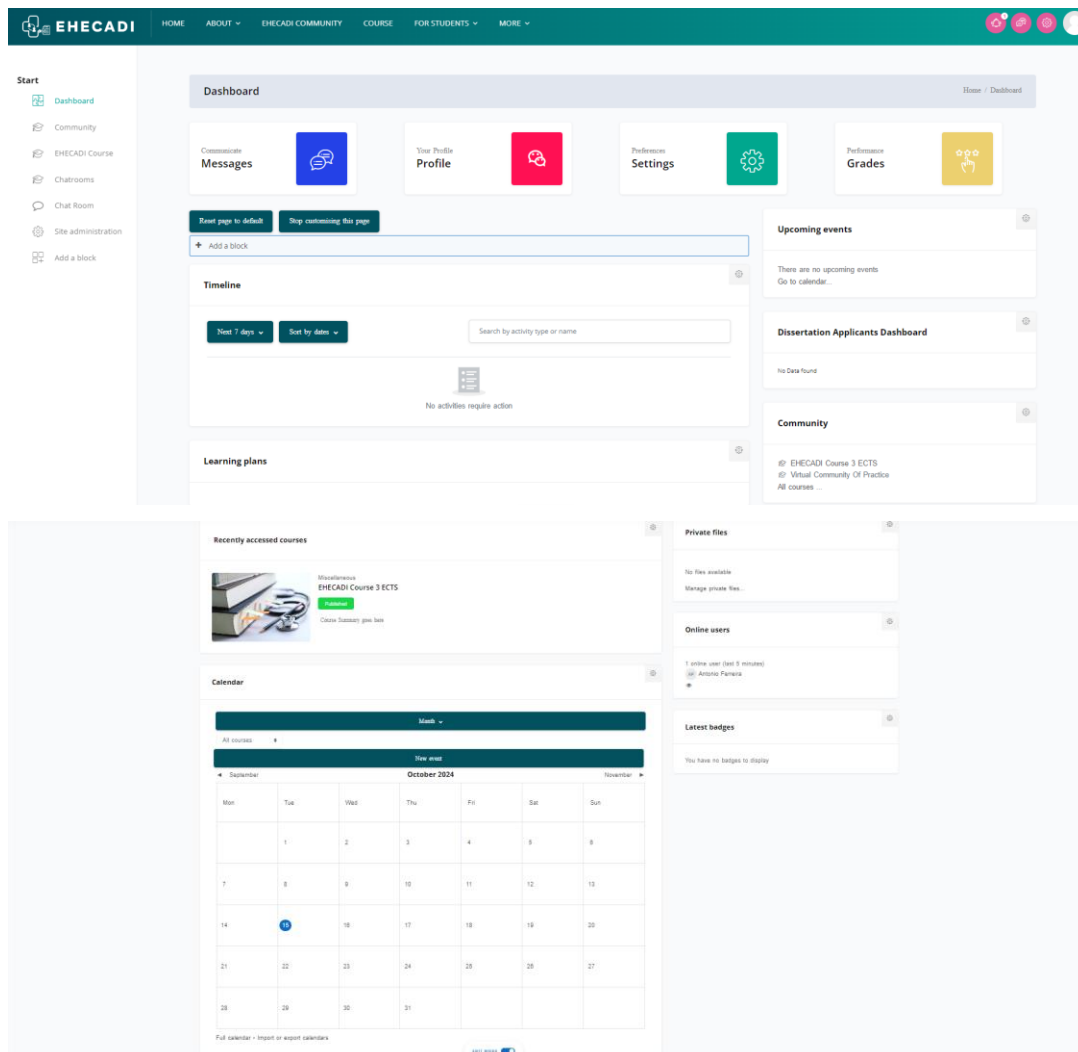 EHECADI HOME ABOUT EHECADI COMMUNITY COURSE FOR STUDENTS MORE
Start
Dashboard
Community
EHECADI Course
Chatrooms
Chat Room
Site administration
Add a block
Dashboard
Home / Dashboard
Communicate
Messages
Your Profile
Profile
Preferences
Settings
Performance
Grades
Reset page to default Stop customising this page
+ Add a block
Timeline
Next 7 days Sort by dates Search by activity type or name
No activities require action
Learning plans
Upcoming events
There are no upcoming events
Go to calendar...
Dissertation Applicants Dashboard
No Data found
Community
EHECADI Course 3 ECTS
Virtual Community Of Practice
All courses ...
Recently accessed courses
Miscellaneous
EHECADI Course 3 ECTS
Published
Course Summary goes here
Calendar
Month
All courses
New event
◄ September October 2024 November ►
Mon Tue Wed Thu Fri Sat Sun
1 2 3 4 5 6
7 8 9 10 11 12 13
14 15 16 17 18 19 20
21 22 23 24 25 26 27
28 29 30 31
Full calendar • Import or export calendars
Private files
No files available
Manage private files...
Online users
1 online user (last 5 minutes)
Antonio Ferreira
Latest badges
You have no badges to display